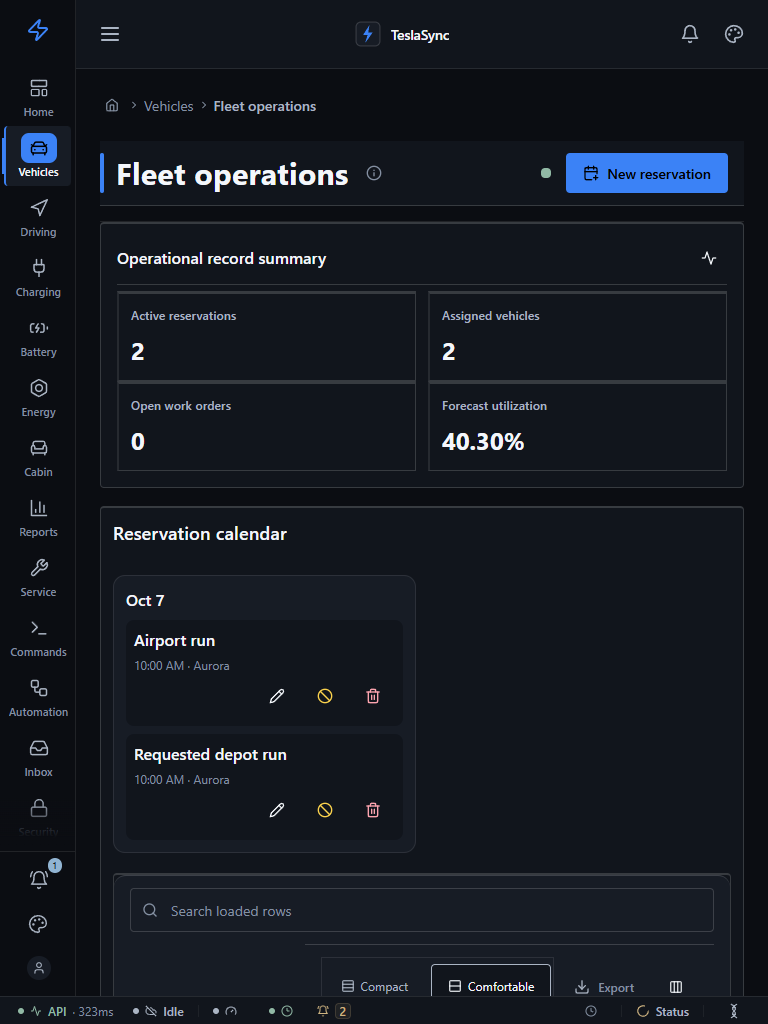 TeslaSync
Home
Vehicles
Driving
Charging
Battery
Energy
Cabin
Reports
Service
Commands
Automation
Inbox
Security
1
Vehicles
Fleet operations
Fleet operations
New reservation
Operational record summary
Active reservations
2
Assigned vehicles
2
Open work orders
0
Forecast utilization
40.30%
Reservation calendar
Oct 7
Airport run
10:00 AM · Aurora
Requested depot run
10:00 AM · Aurora
Search loaded rows
Compact
Comfortable
Export
API · 323ms
Idle
2
Status